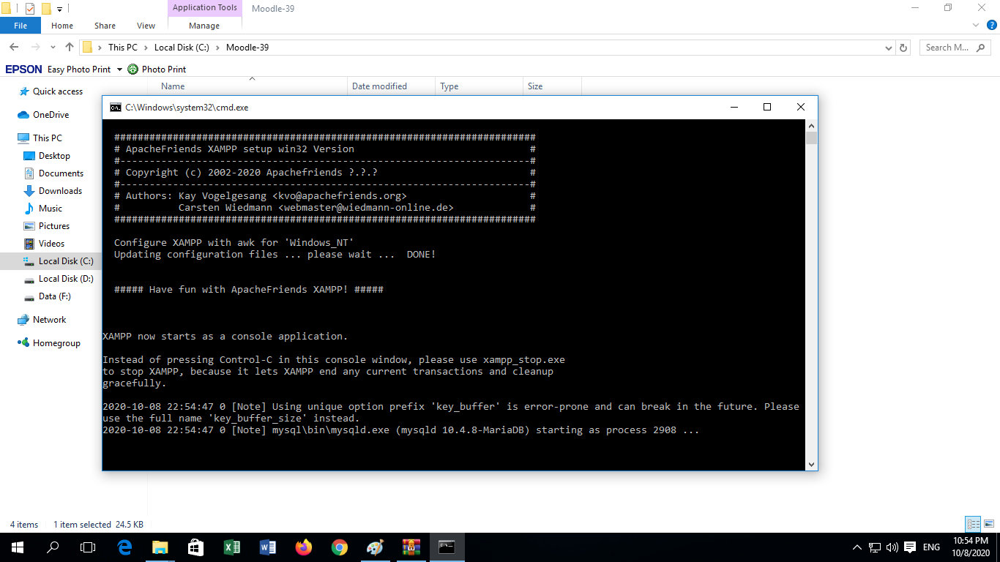 Application Tools
Moodle-39
File
Home
Share
View
Manage
This PC
Local Disk (C:)
Moodle-39
Search M...
EPSON
Easy Photo Print
Photo Print
Name
Date modified
Type
Size
Quick access
OneDrive
This PC
Desktop
Documents
Downloads
Music
Pictures
Videos
Local Disk (C:)
Local Disk (D:)
Data (F:)
Network
Homegroup
C:\Windows\system32\cmd.exe
########################################################################
# ApacheFriends XAMPP setup win32 Version                              #
#----------------------------------------------------------------------#
# Copyright (c) 2002-2020 Apachefriends ?.?.?                          #
#----------------------------------------------------------------------#
# Authors: Kay Vogelgesang <kvo@apachefriends.org>                     #
#          Carsten Wiedmann <webmaster@wiedmann-online.de>             #
########################################################################
Configure XAMPP with awk for 'Windows_NT'
Updating configuration files ... please wait ...  DONE!
##### Have fun with ApacheFriends XAMPP! #####
XAMPP now starts as a console application.
Instead of pressing Control-C in this console window, please use xampp_stop.exe
to stop XAMPP, because it lets XAMPP end any current transactions and cleanup
gracefully.
2020-10-08 22:54:47 0 [Note] Using unique option prefix 'key_buffer' is error-prone and can break in the future. Please
use the full name 'key_buffer_size' instead.
2020-10-08 22:54:47 0 [Note] mysql\bin\mysqld.exe (mysqld 10.4.8-MariaDB) starting as process 2908 ...
4 items
1 item selected 24.5 KB
ENG
10:54 PM
10/8/2020